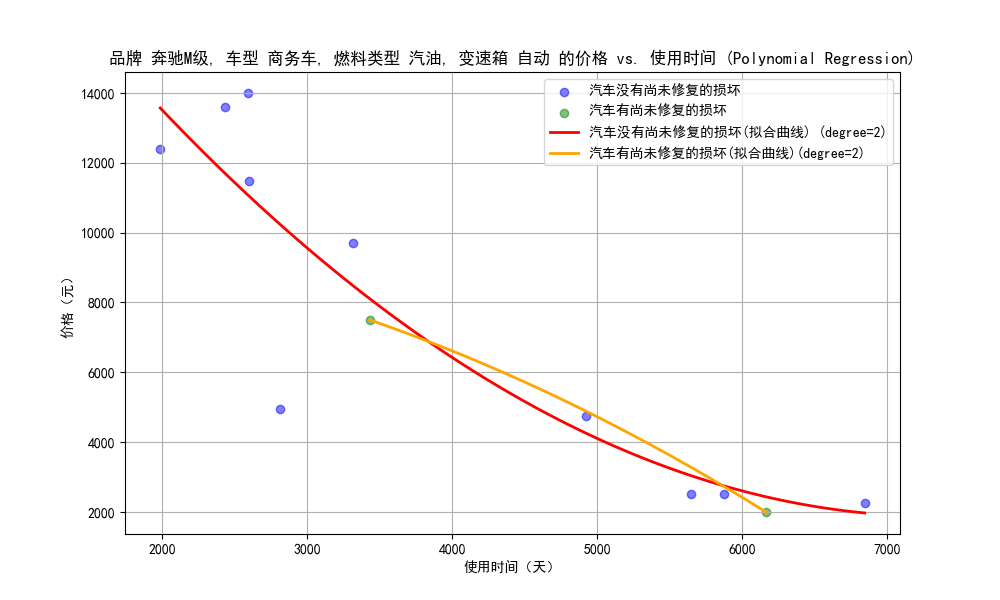 品牌 奔驰M级, 车型 商务车, 燃料类型 汽油, 变速箱 自动 的价格 vs. 使用时间 (Polynomial Regression)
汽车没有尚未修复的损坏
汽车有尚未修复的损坏
汽车没有尚未修复的损坏(拟合曲线) (degree=2)
汽车有尚未修复的损坏(拟合曲线)(degree=2)
价格（元）
14000
12000
10000
8000
6000
4000
2000
2000
3000
4000
5000
6000
7000
使用时间（天）